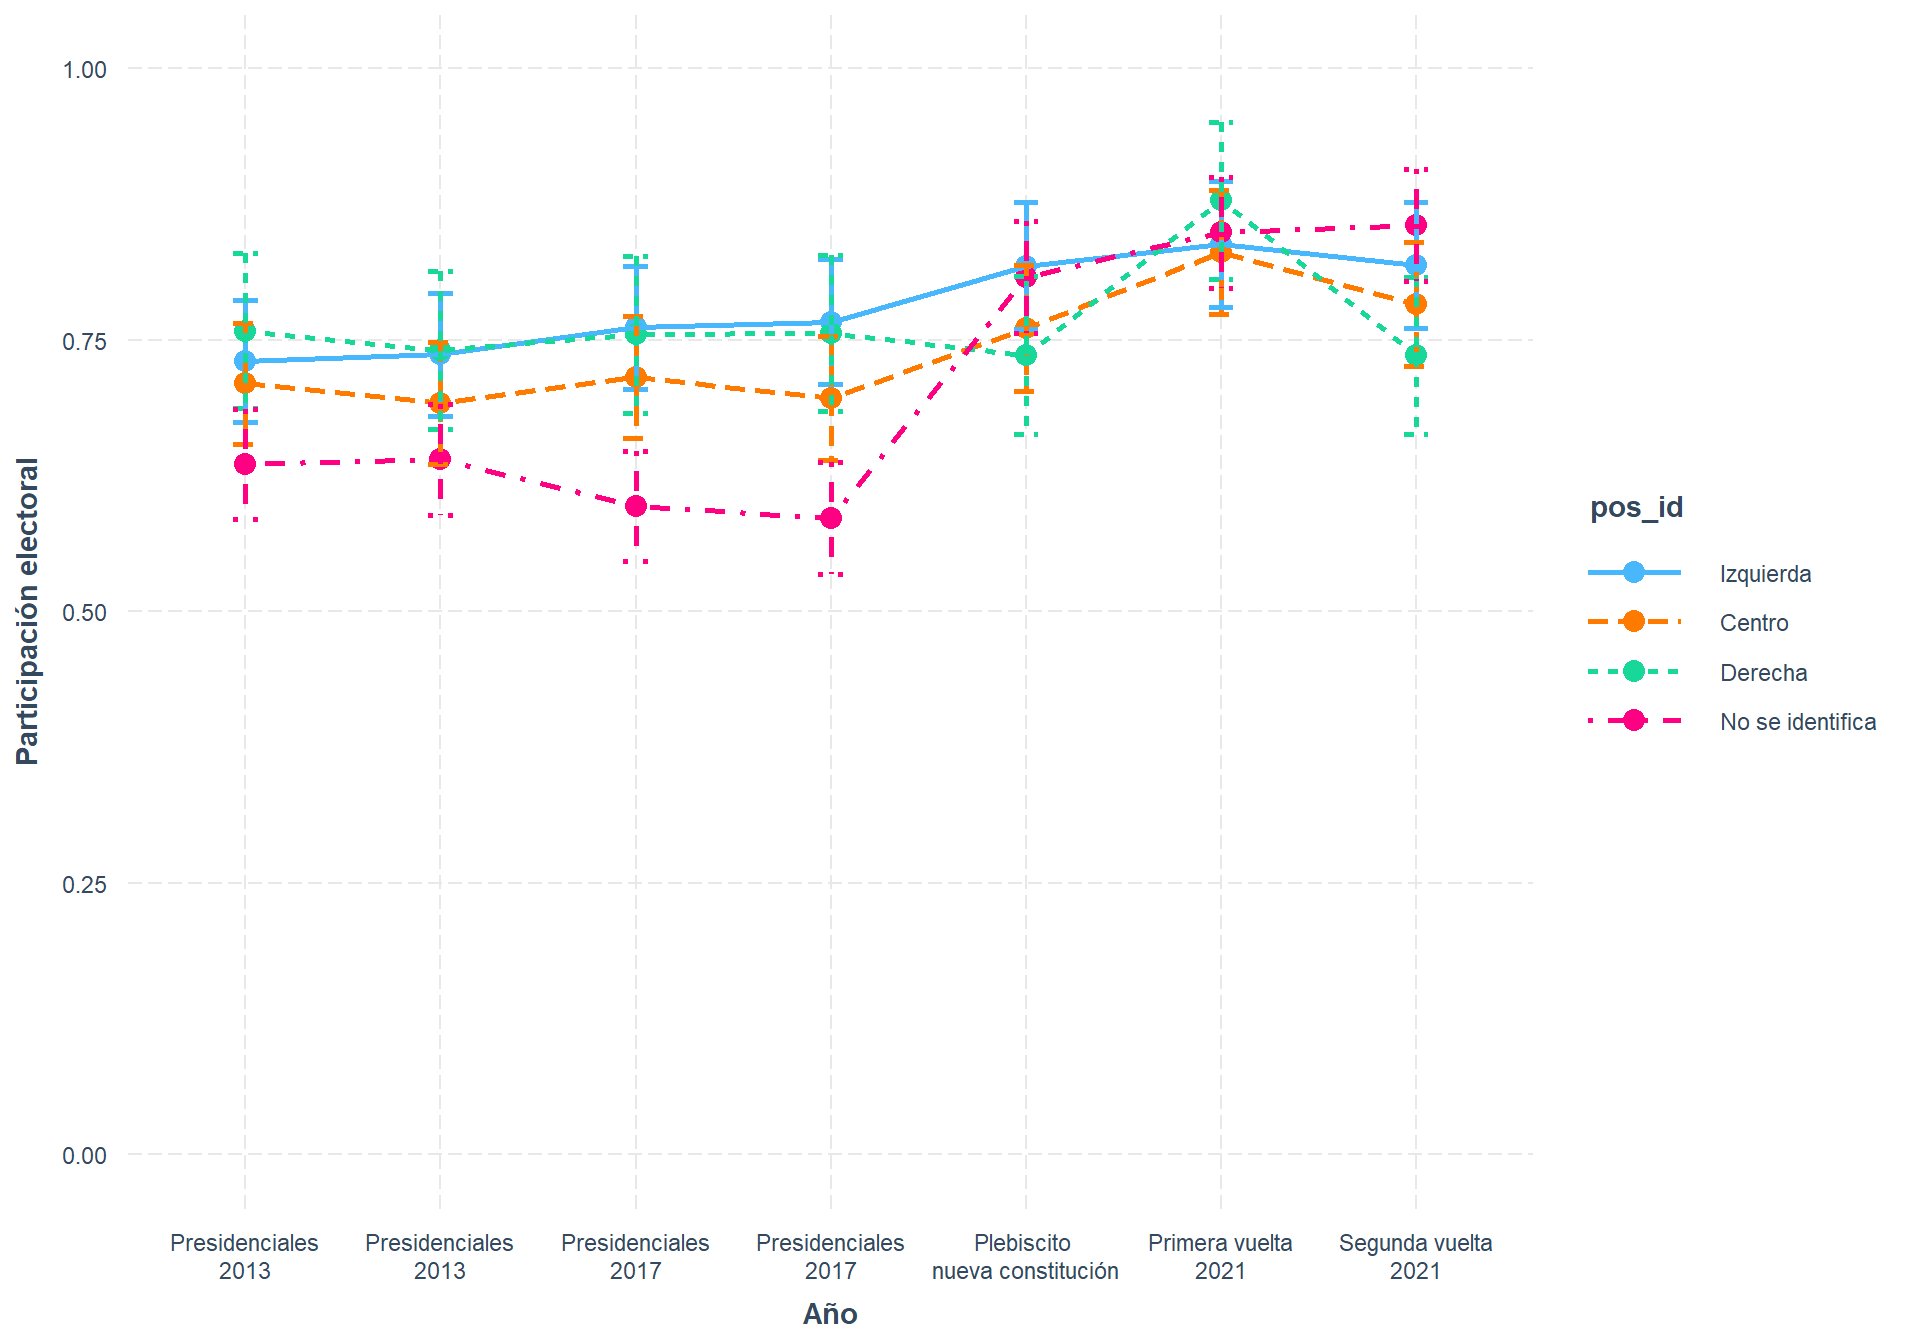 1.00
0.75
0.50
0.25
0.00
Participación electoral
Presidenciales
2013
Presidenciales
2013
Presidenciales
2017
Presidenciales
2017
Plebiscito
nueva constitución
Primera vuelta
2021
Segunda vuelta
2021
Año
pos_id
Izquierda
Centro
Derecha
No se identifica